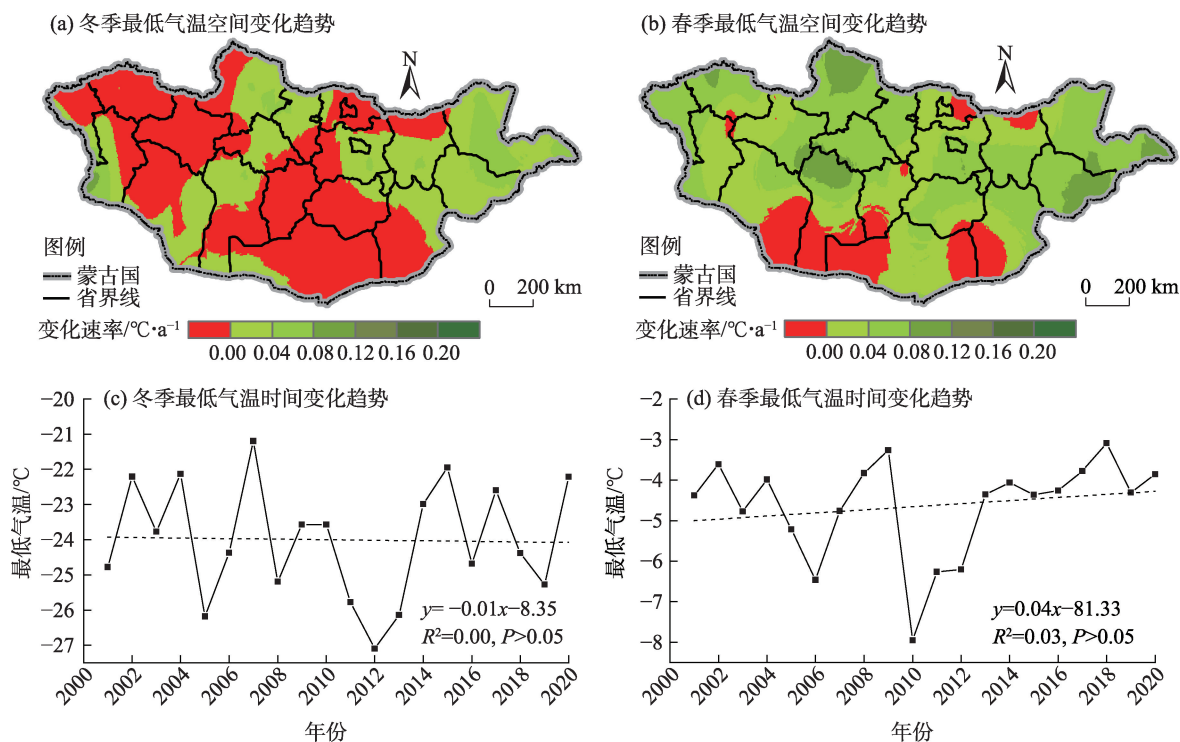 (a) 冬季最低气温空间变化趋势
N
图例
蒙古国
省界线
0 200 km
变化速率/℃·a⁻¹
0.00 0.04 0.08 0.12 0.16 0.20
(b) 春季最低气温空间变化趋势
N
图例
蒙古国
省界线
0 200 km
变化速率/℃·a⁻¹
0.00 0.04 0.08 0.12 0.16 0.20
(c) 冬季最低气温时间变化趋势
最低气温/℃
−20
−21
−22
−23
−24
−25
−26
−27
y= −0.01x−8.35
R²=0.00, P>0.05
2000 2002 2004 2006 2008 2010 2012 2014 2016 2018 2020
年份
(d) 春季最低气温时间变化趋势
最低气温/℃
−2
−3
−4
−5
−6
−7
−8
y=0.04x−81.33
R²=0.03, P>0.05
2000 2002 2004 2006 2008 2010 2012 2014 2016 2018 2020
年份